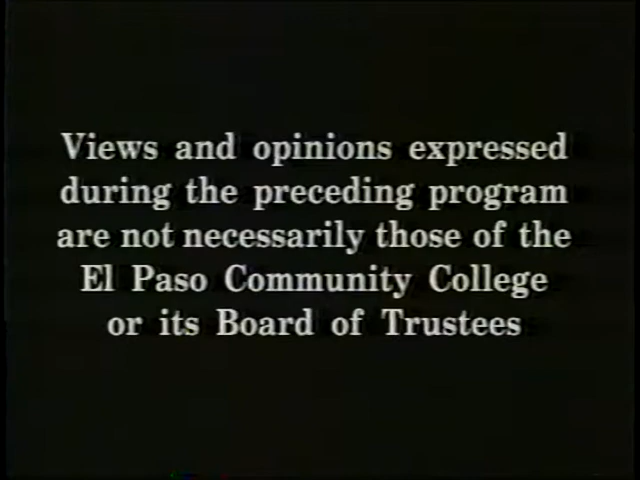 Views and opinions expressed
during the preceding program
are not necessarily those of the
El Paso Community College
or its Board of Trustees